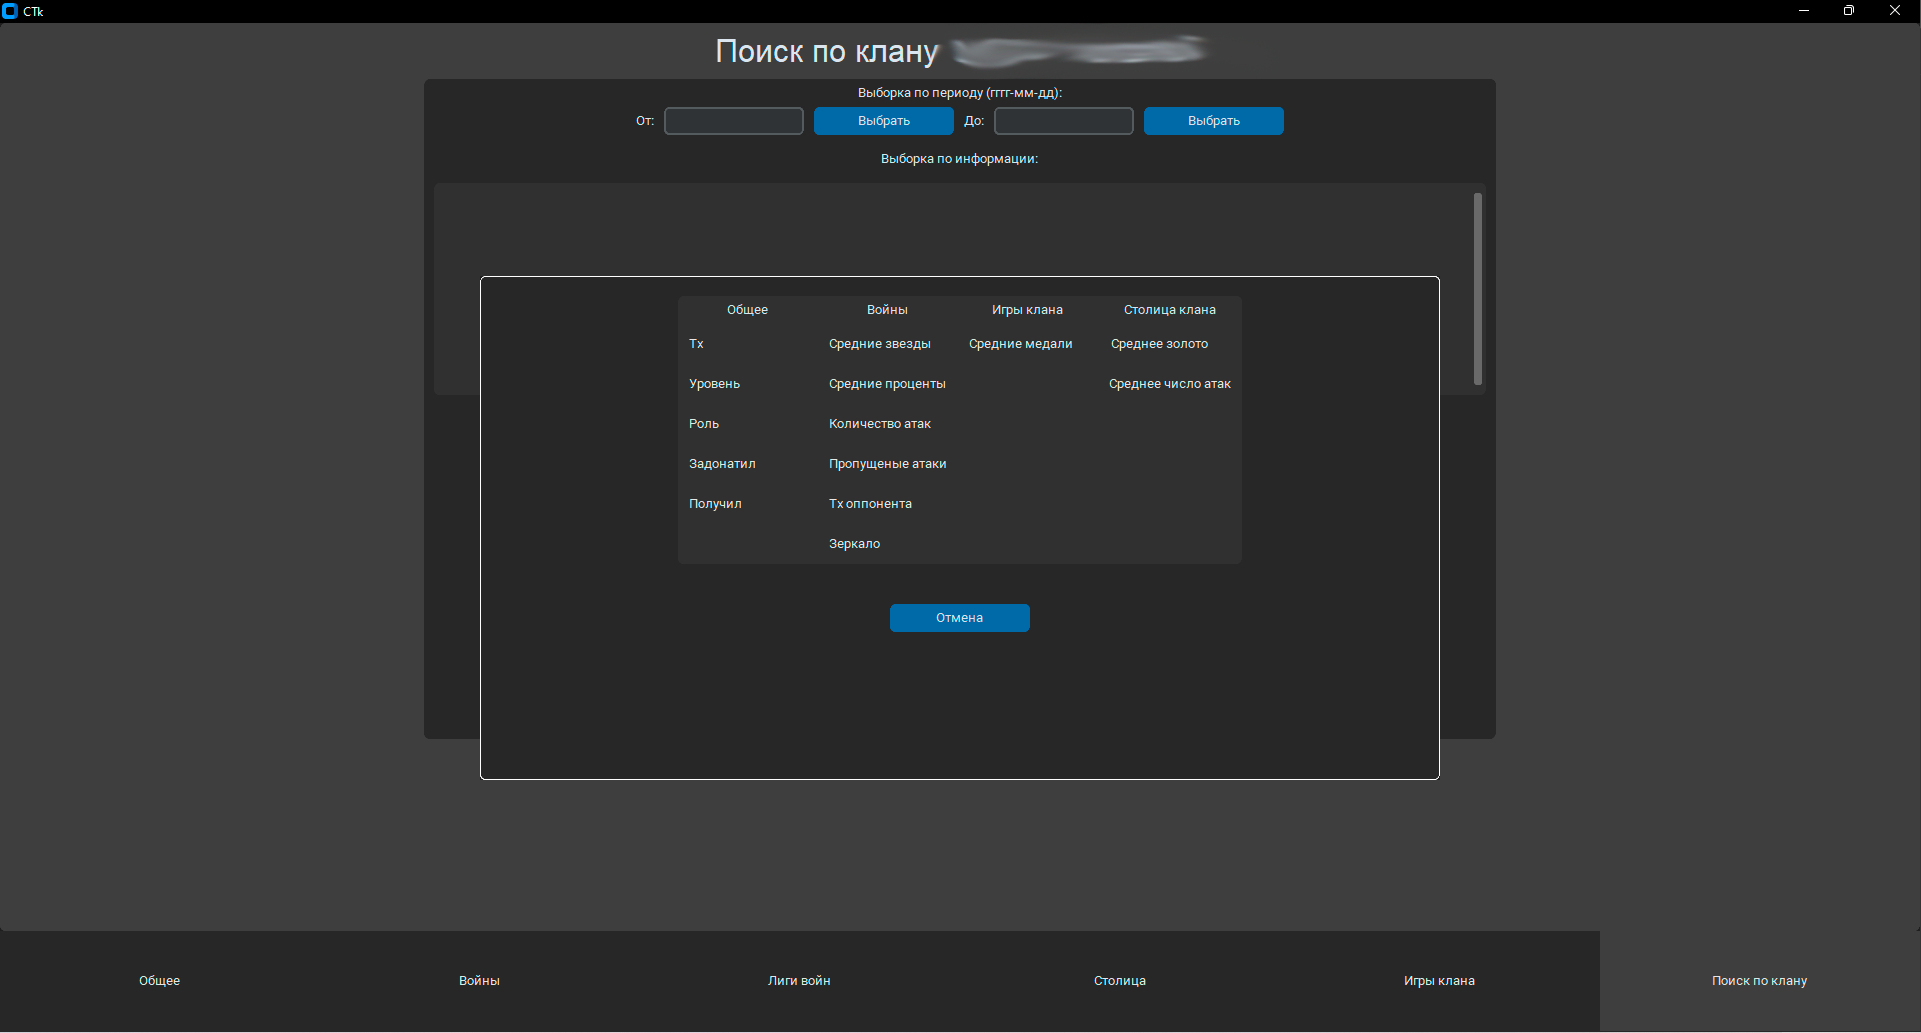 CTk
Поиск по клану
Выборка по периоду (гггг-мм-дд):
От: Выбрать До: Выбрать
Выборка по информации:
Общее Войны Игры клана Столица клана
Тх Средние звезды Средние медали Среднее золото
Уровень Средние проценты Среднее число атак
Роль Количество атак
Задонатил Пропущеные атаки
Получил Тх оппонента
Зеркало
Отмена
Общее Войны Лиги войн Столица Игры клана Поиск по клану